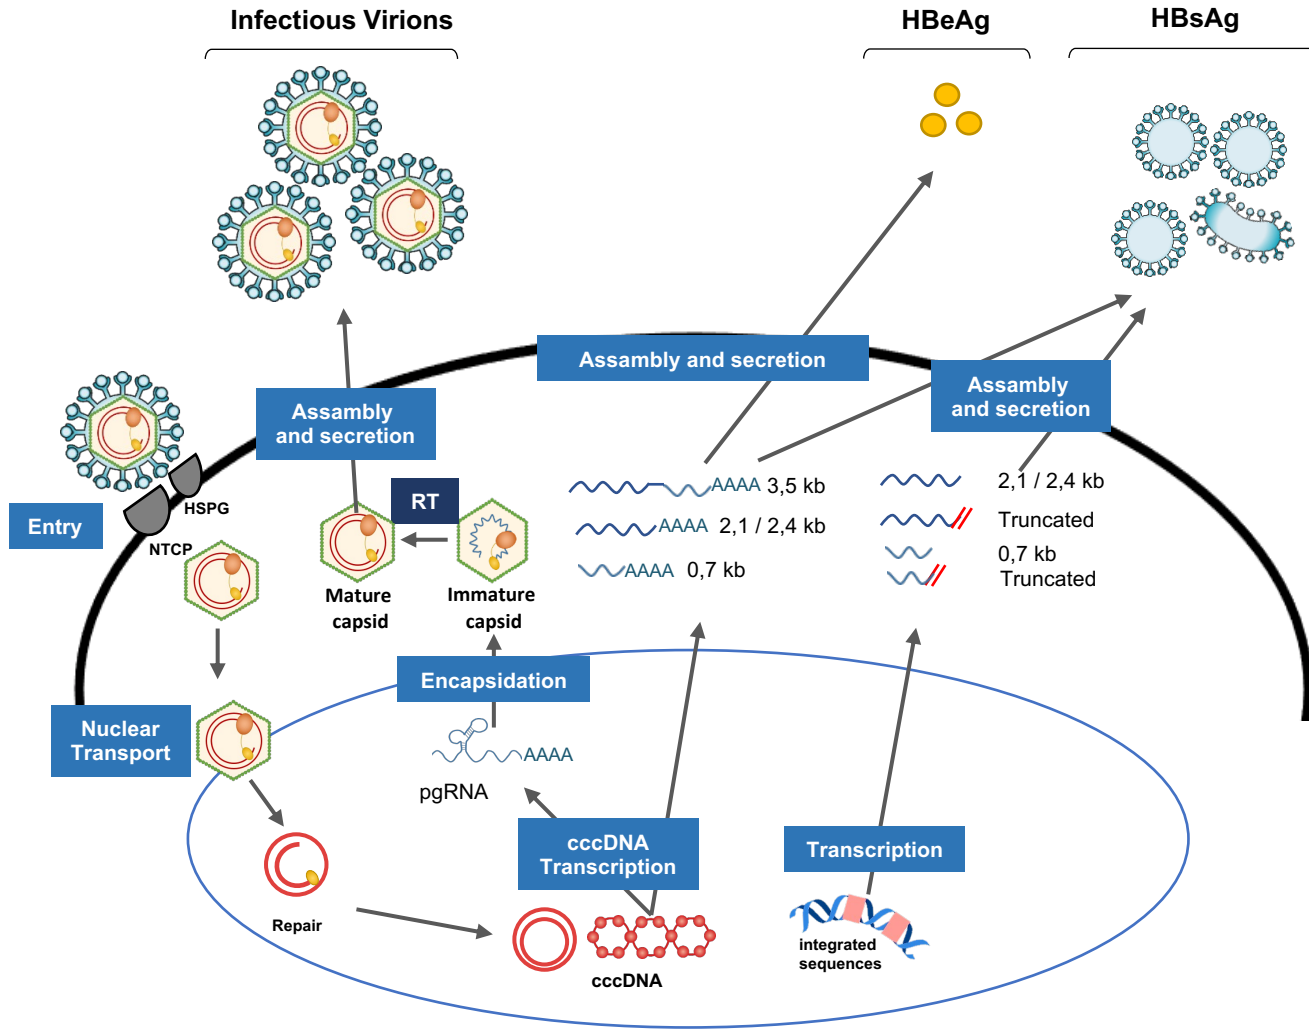 Infectious Virions
HBeAg
HBsAg
Assambly and secretion
Assambly
and secretion
Assambly
and secretion
Entry
HSPG
NTCP
RT
Mature
capsid
Immature
capsid
AAAA 3,5 kb
AAAA 2,1 / 2,4 kb
AAAA 0,7 kb
2,1 / 2,4 kb
Truncated
0,7 kb
Truncated
Encapsidation
Nuclear
Transport
AAAA
pgRNA
cccDNA
Transcription
Transcription
Repair
cccDNA
integrated
sequences